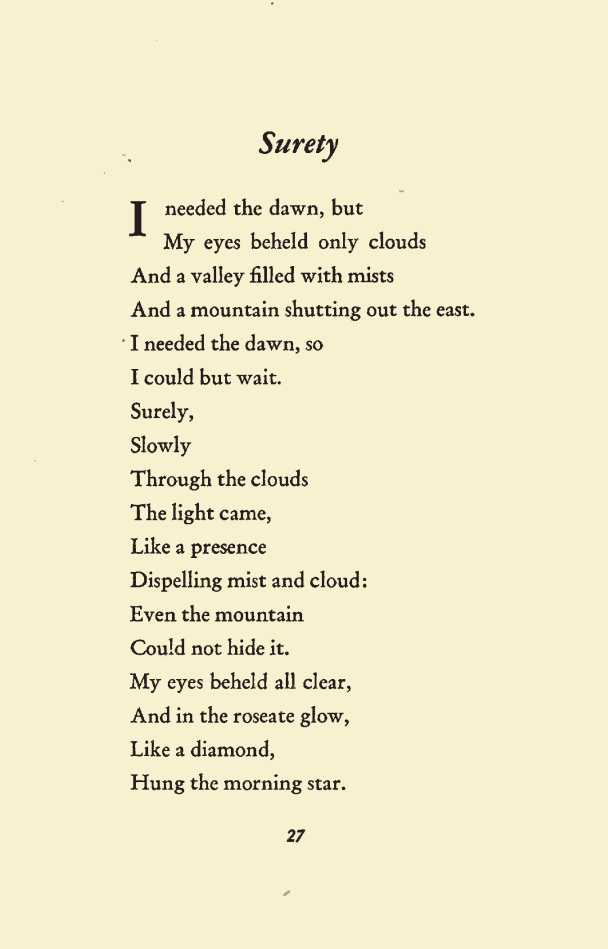 Surety
I needed the dawn, but
My eyes beheld only clouds
And a valley filled with mists
And a mountain shutting out the east.
I needed the dawn, so
I could but wait.
Surely,
Slowly
Through the clouds
The light came,
Like a presence
Dispelling mist and cloud:
Even the mountain
Could not hide it.
My eyes beheld all clear,
And in the roseate glow,
Like a diamond,
Hung the morning star.
27